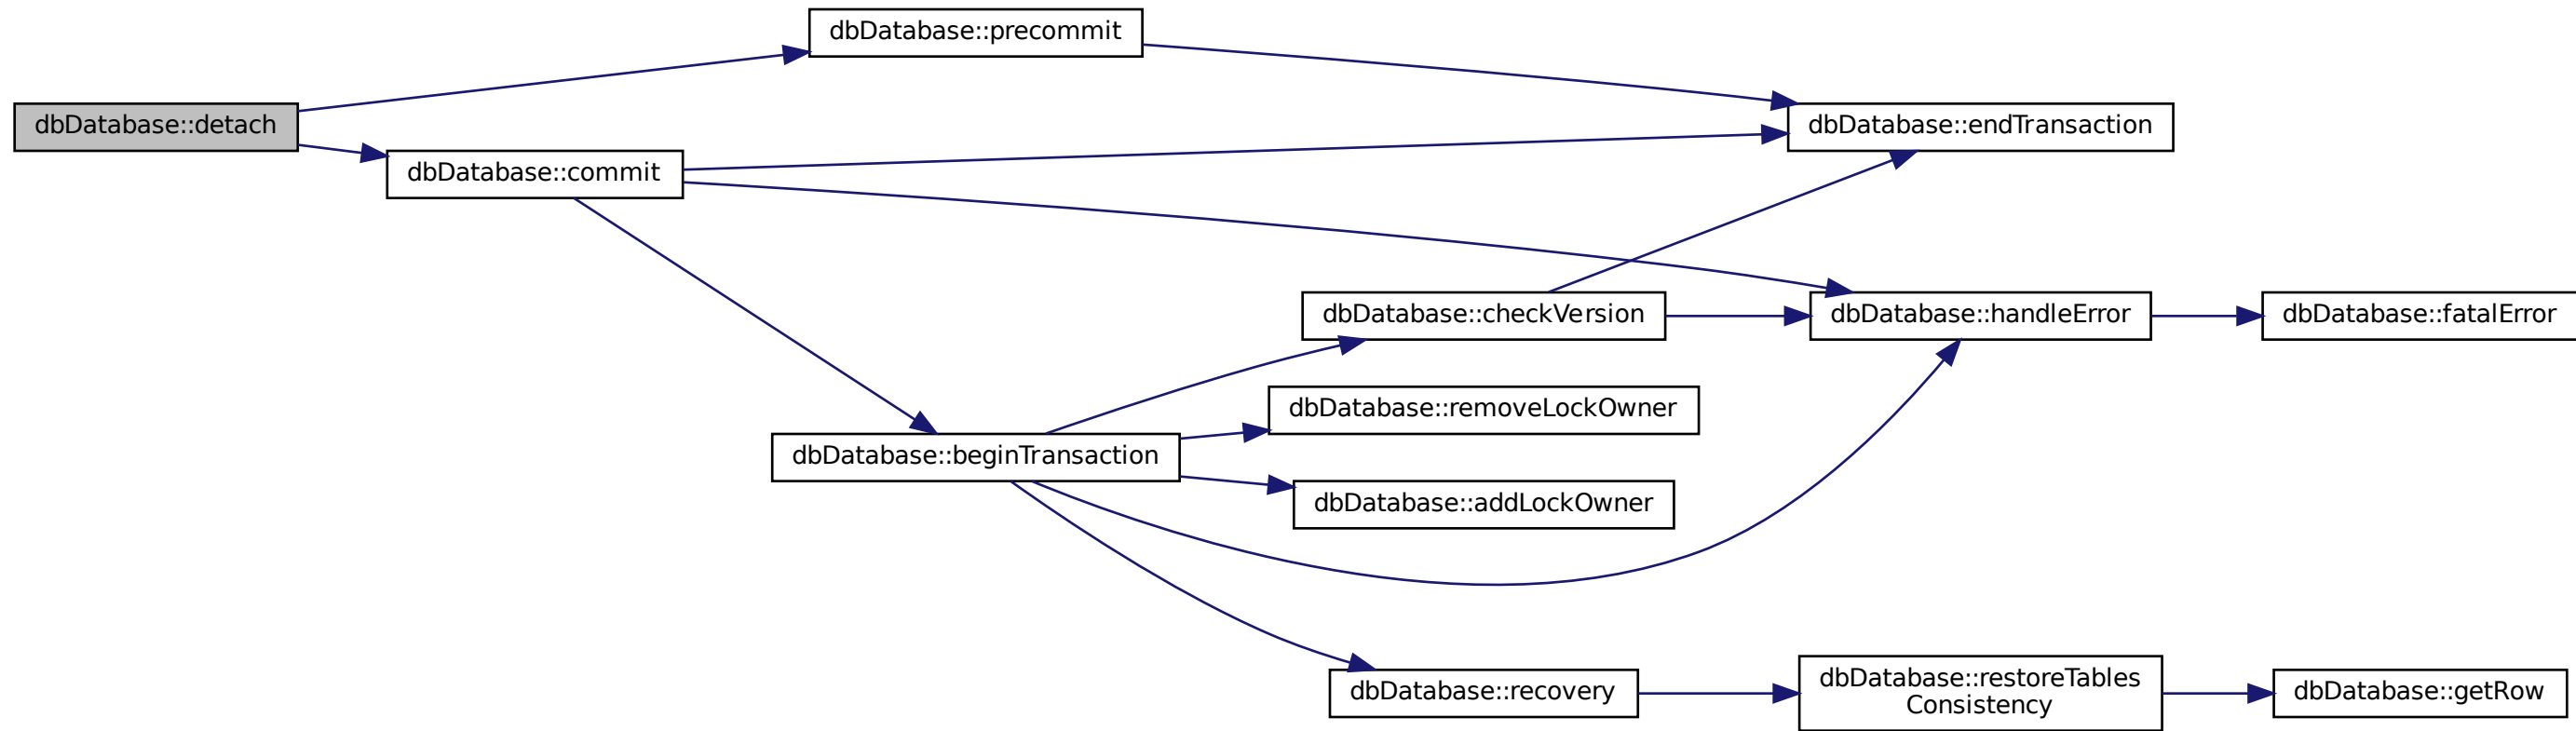 dbDatabase::precommit
dbDatabase::detach
dbDatabase::endTransaction
dbDatabase::commit
dbDatabase::checkVersion
dbDatabase::handleError
dbDatabase::fatalError
dbDatabase::removeLockOwner
dbDatabase::beginTransaction
dbDatabase::addLockOwner
dbDatabase::recovery
dbDatabase::restoreTables
Consistency
dbDatabase::getRow